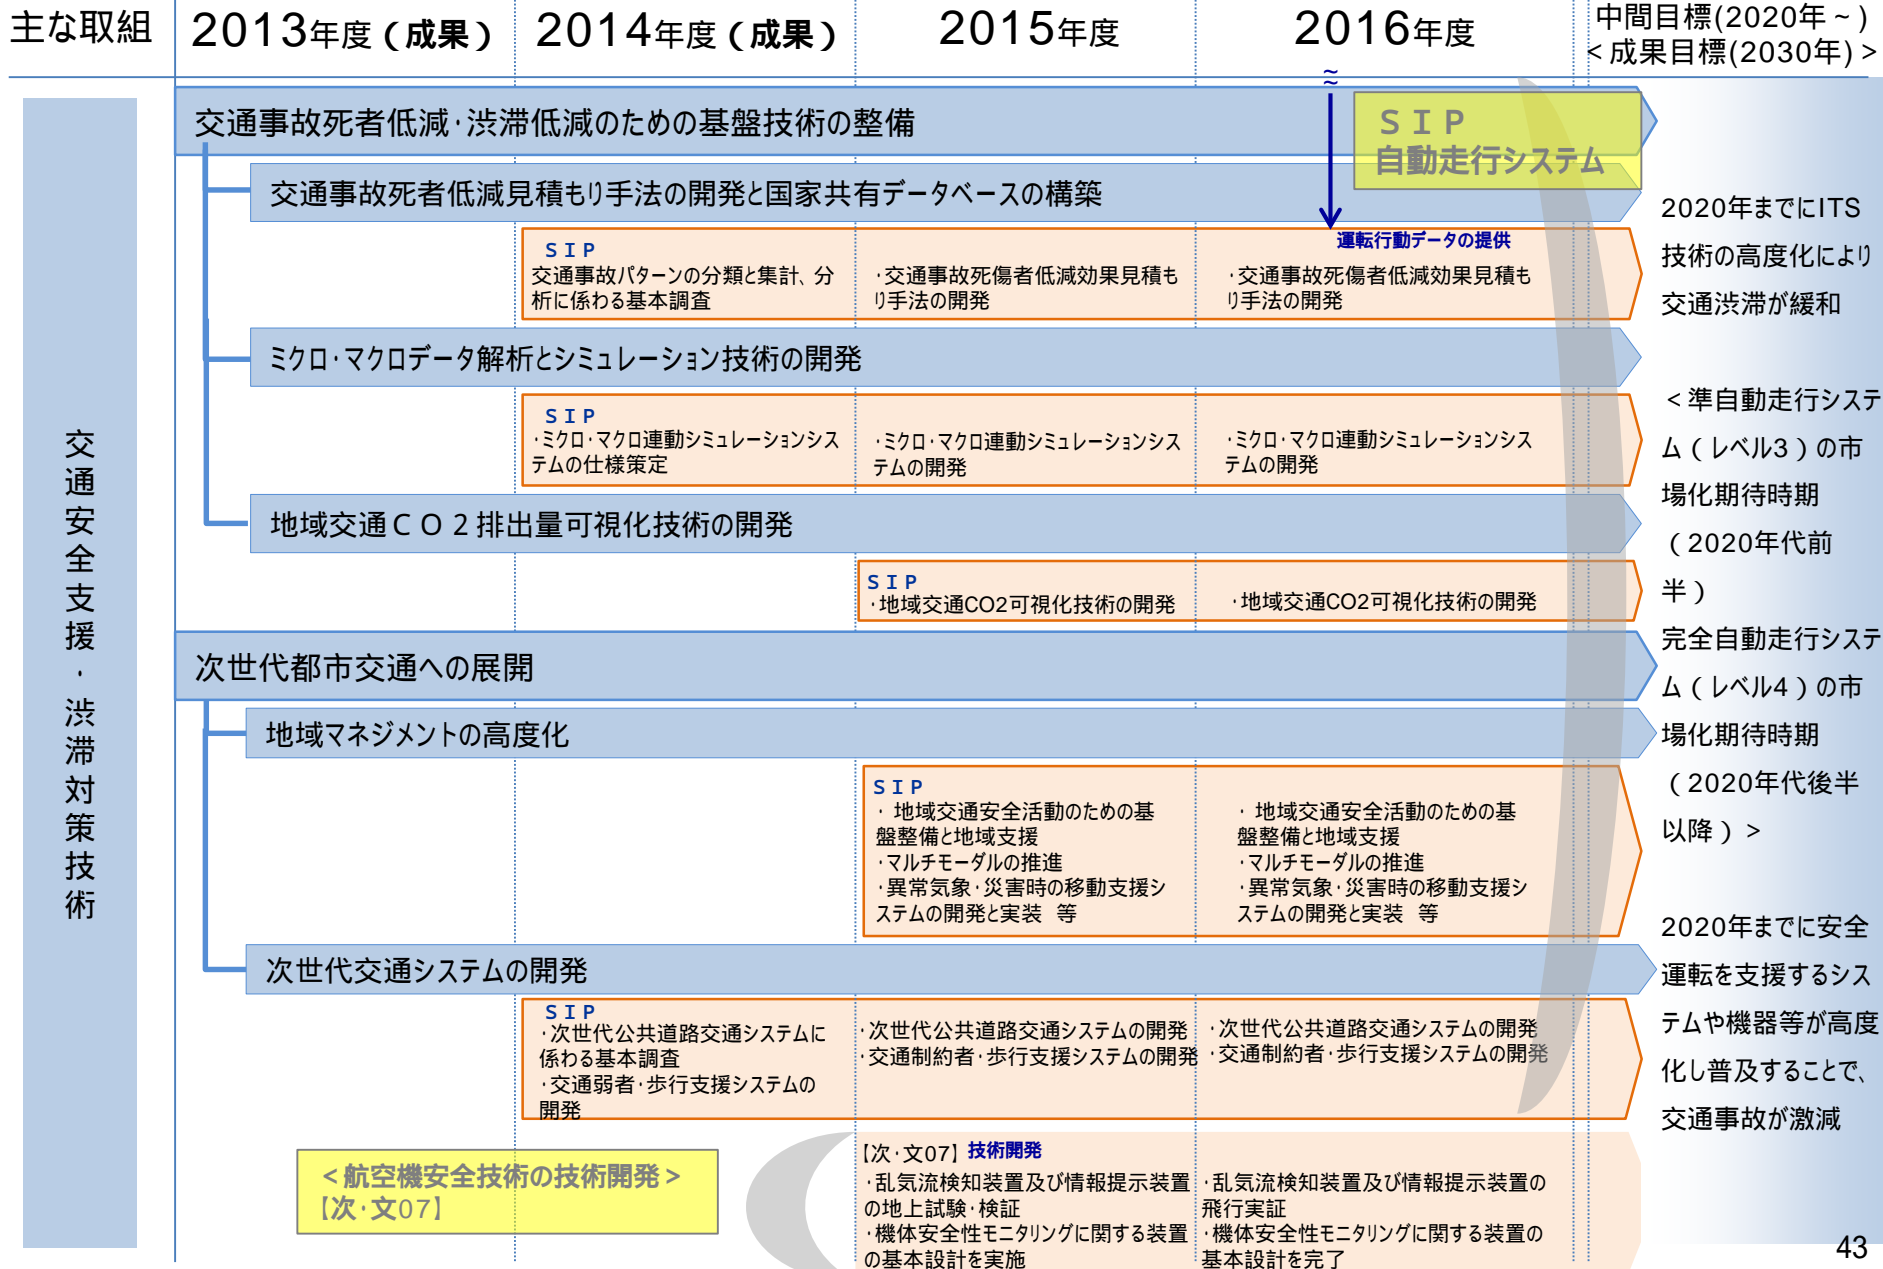 主な取組
2013年度(成果)
2014年度(成果)
2015年度
2016年度
中間目標(2020年~)
<成果目標(2030年)>
交通安全支援・渋滞対策技術
≈
交通事故死者低減・渋滞低減のための基盤技術の整備
SIP
自動走行システム
交通事故死者低減見積もり手法の開発と国家共有データベースの構築
運転行動データの提供
SIP
交通事故パターンの分類と集計、分
析に係わる基本調査
・交通事故死傷者低減効果見積も
り手法の開発
・交通事故死傷者低減効果見積も
り手法の開発
ミクロ・マクロデータ解析とシミュレーション技術の開発
SIP
・ミクロ・マクロ連動シミュレーションシス
テムの仕様策定
・ミクロ・マクロ連動シミュレーションシス
テムの開発
・ミクロ・マクロ連動シミュレーションシス
テムの開発
地域交通CO2排出量可視化技術の開発
SIP
・地域交通CO2可視化技術の開発
・地域交通CO2可視化技術の開発
次世代都市交通への展開
地域マネジメントの高度化
SIP
・ 地域交通安全活動のための基
盤整備と地域支援
・マルチモーダルの推進
・異常気象・災害時の移動支援シ
ステムの開発と実装 等
・ 地域交通安全活動のための基
盤整備と地域支援
・マルチモーダルの推進
・異常気象・災害時の移動支援シ
ステムの開発と実装 等
次世代交通システムの開発
SIP
・次世代公共道路交通システムに
係わる基本調査
・交通弱者・歩行支援システムの
開発
・次世代公共道路交通システムの開発
・交通制約者・歩行支援システムの開発
・次世代公共道路交通システムの開発
・交通制約者・歩行支援システムの開発
<航空機安全技術の技術開発>
【次・文07】
【次・文07】技術開発
・乱気流検知装置及び情報提示装置
の地上試験・検証
・機体安全性モニタリングに関する装置
の基本設計を実施
・乱気流検知装置及び情報提示装置の
飛行実証
・機体安全性モニタリングに関する装置の
基本設計を完了
2020年までにITS
技術の高度化により
交通渋滞が緩和
<準自動走行システ
ム(レベル3)の市
場化期待時期
(2020年代前
半)
完全自動走行システ
ム(レベル4)の市
場化期待時期
(2020年代後半
以降)>
2020年までに安全
運転を支援するシス
テムや機器等が高度
化し普及することで、
交通事故が激減
43